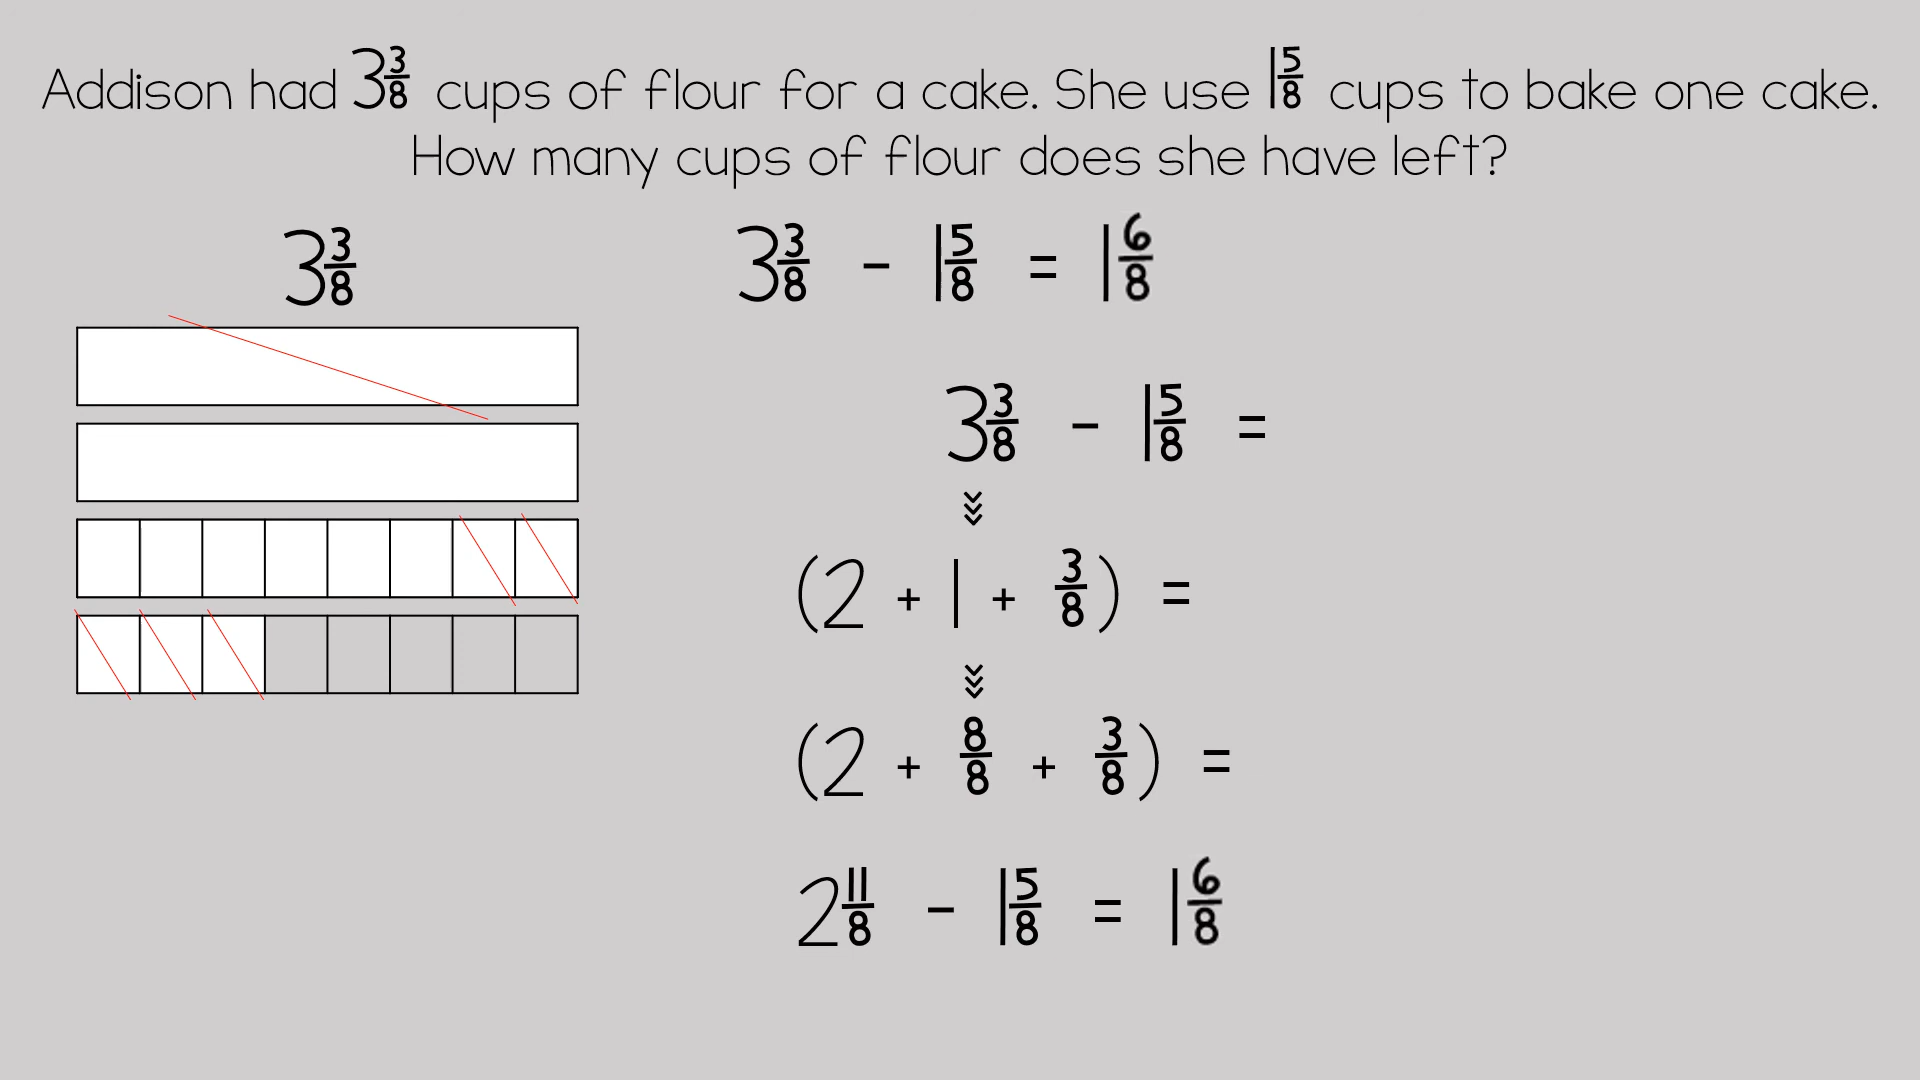 Addison had 3 3/8 cups of flour for a cake. She use 1 5/8 cups to bake one cake.
How many cups of flour does she have left?
3 3/8
3 3/8 - 1 5/8 = 1 6/8
3 3/8 - 1 5/8 =
(2 + 1 + 3/8) =
(2 + 8/8 + 3/8) =
2 11/8 - 1 5/8 = 1 6/8